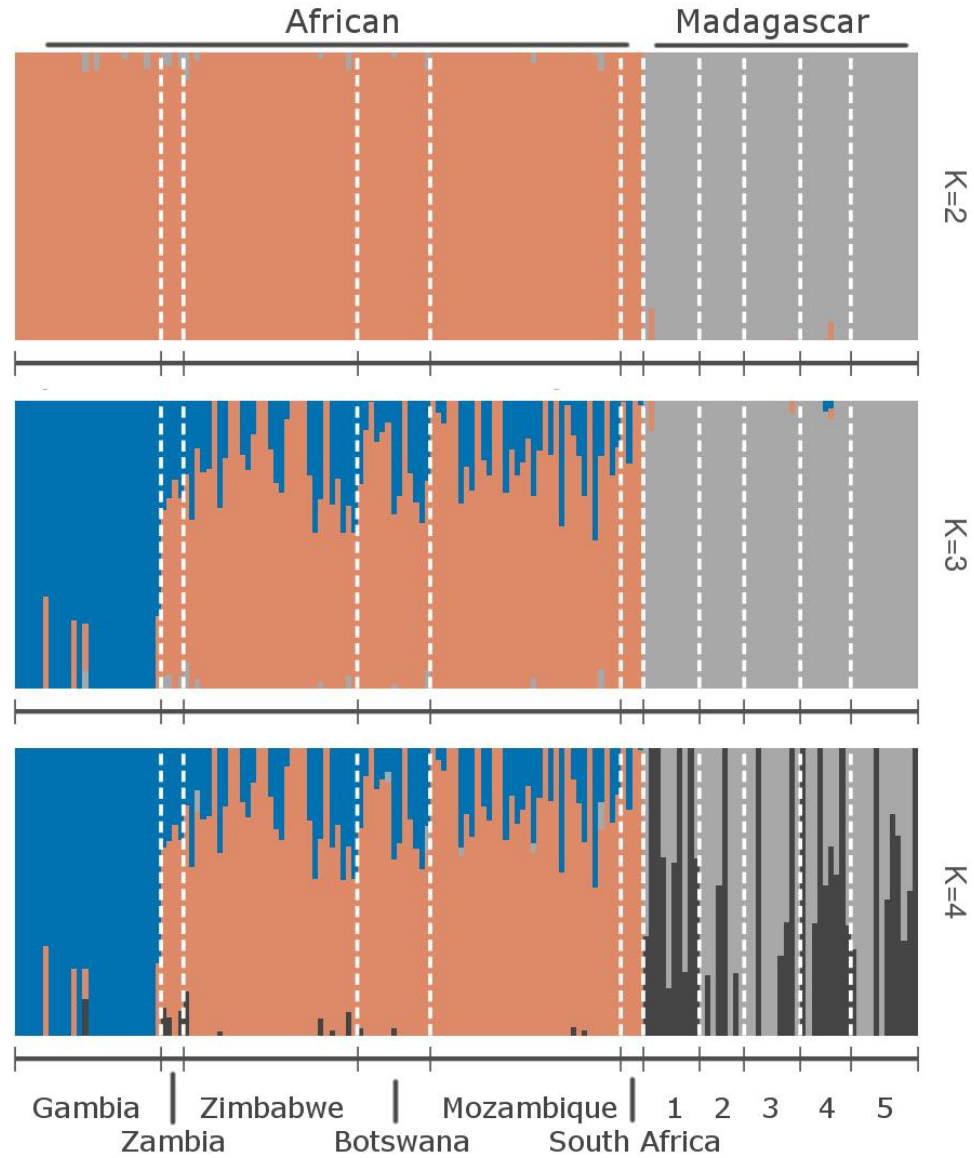 African Madagascar
K=2
K=3
K=4
Gambia Zimbabwe Mozambique 1 2 3 4 5
Zambia Botswana South Africa